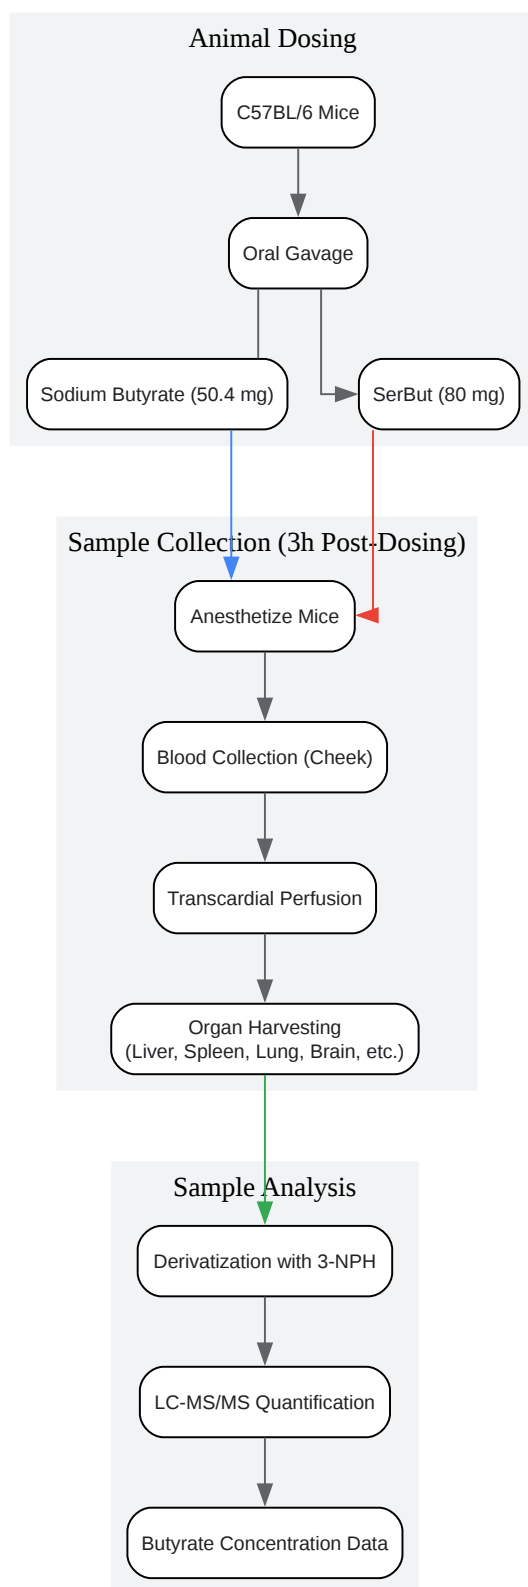 Animal Dosing
C57BL/6 Mice
Oral Gavage
Sodium Butyrate (50.4 mg)
SerBut (80 mg)
Sample Collection (3h Post-Dosing)
Anesthetize Mice
Blood Collection (Cheek)
Transcardial Perfusion
Organ Harvesting
(Liver, Spleen, Lung, Brain, etc.)
Sample Analysis
Derivatization with 3-NPH
LC-MS/MS Quantification
Butyrate Concentration Data